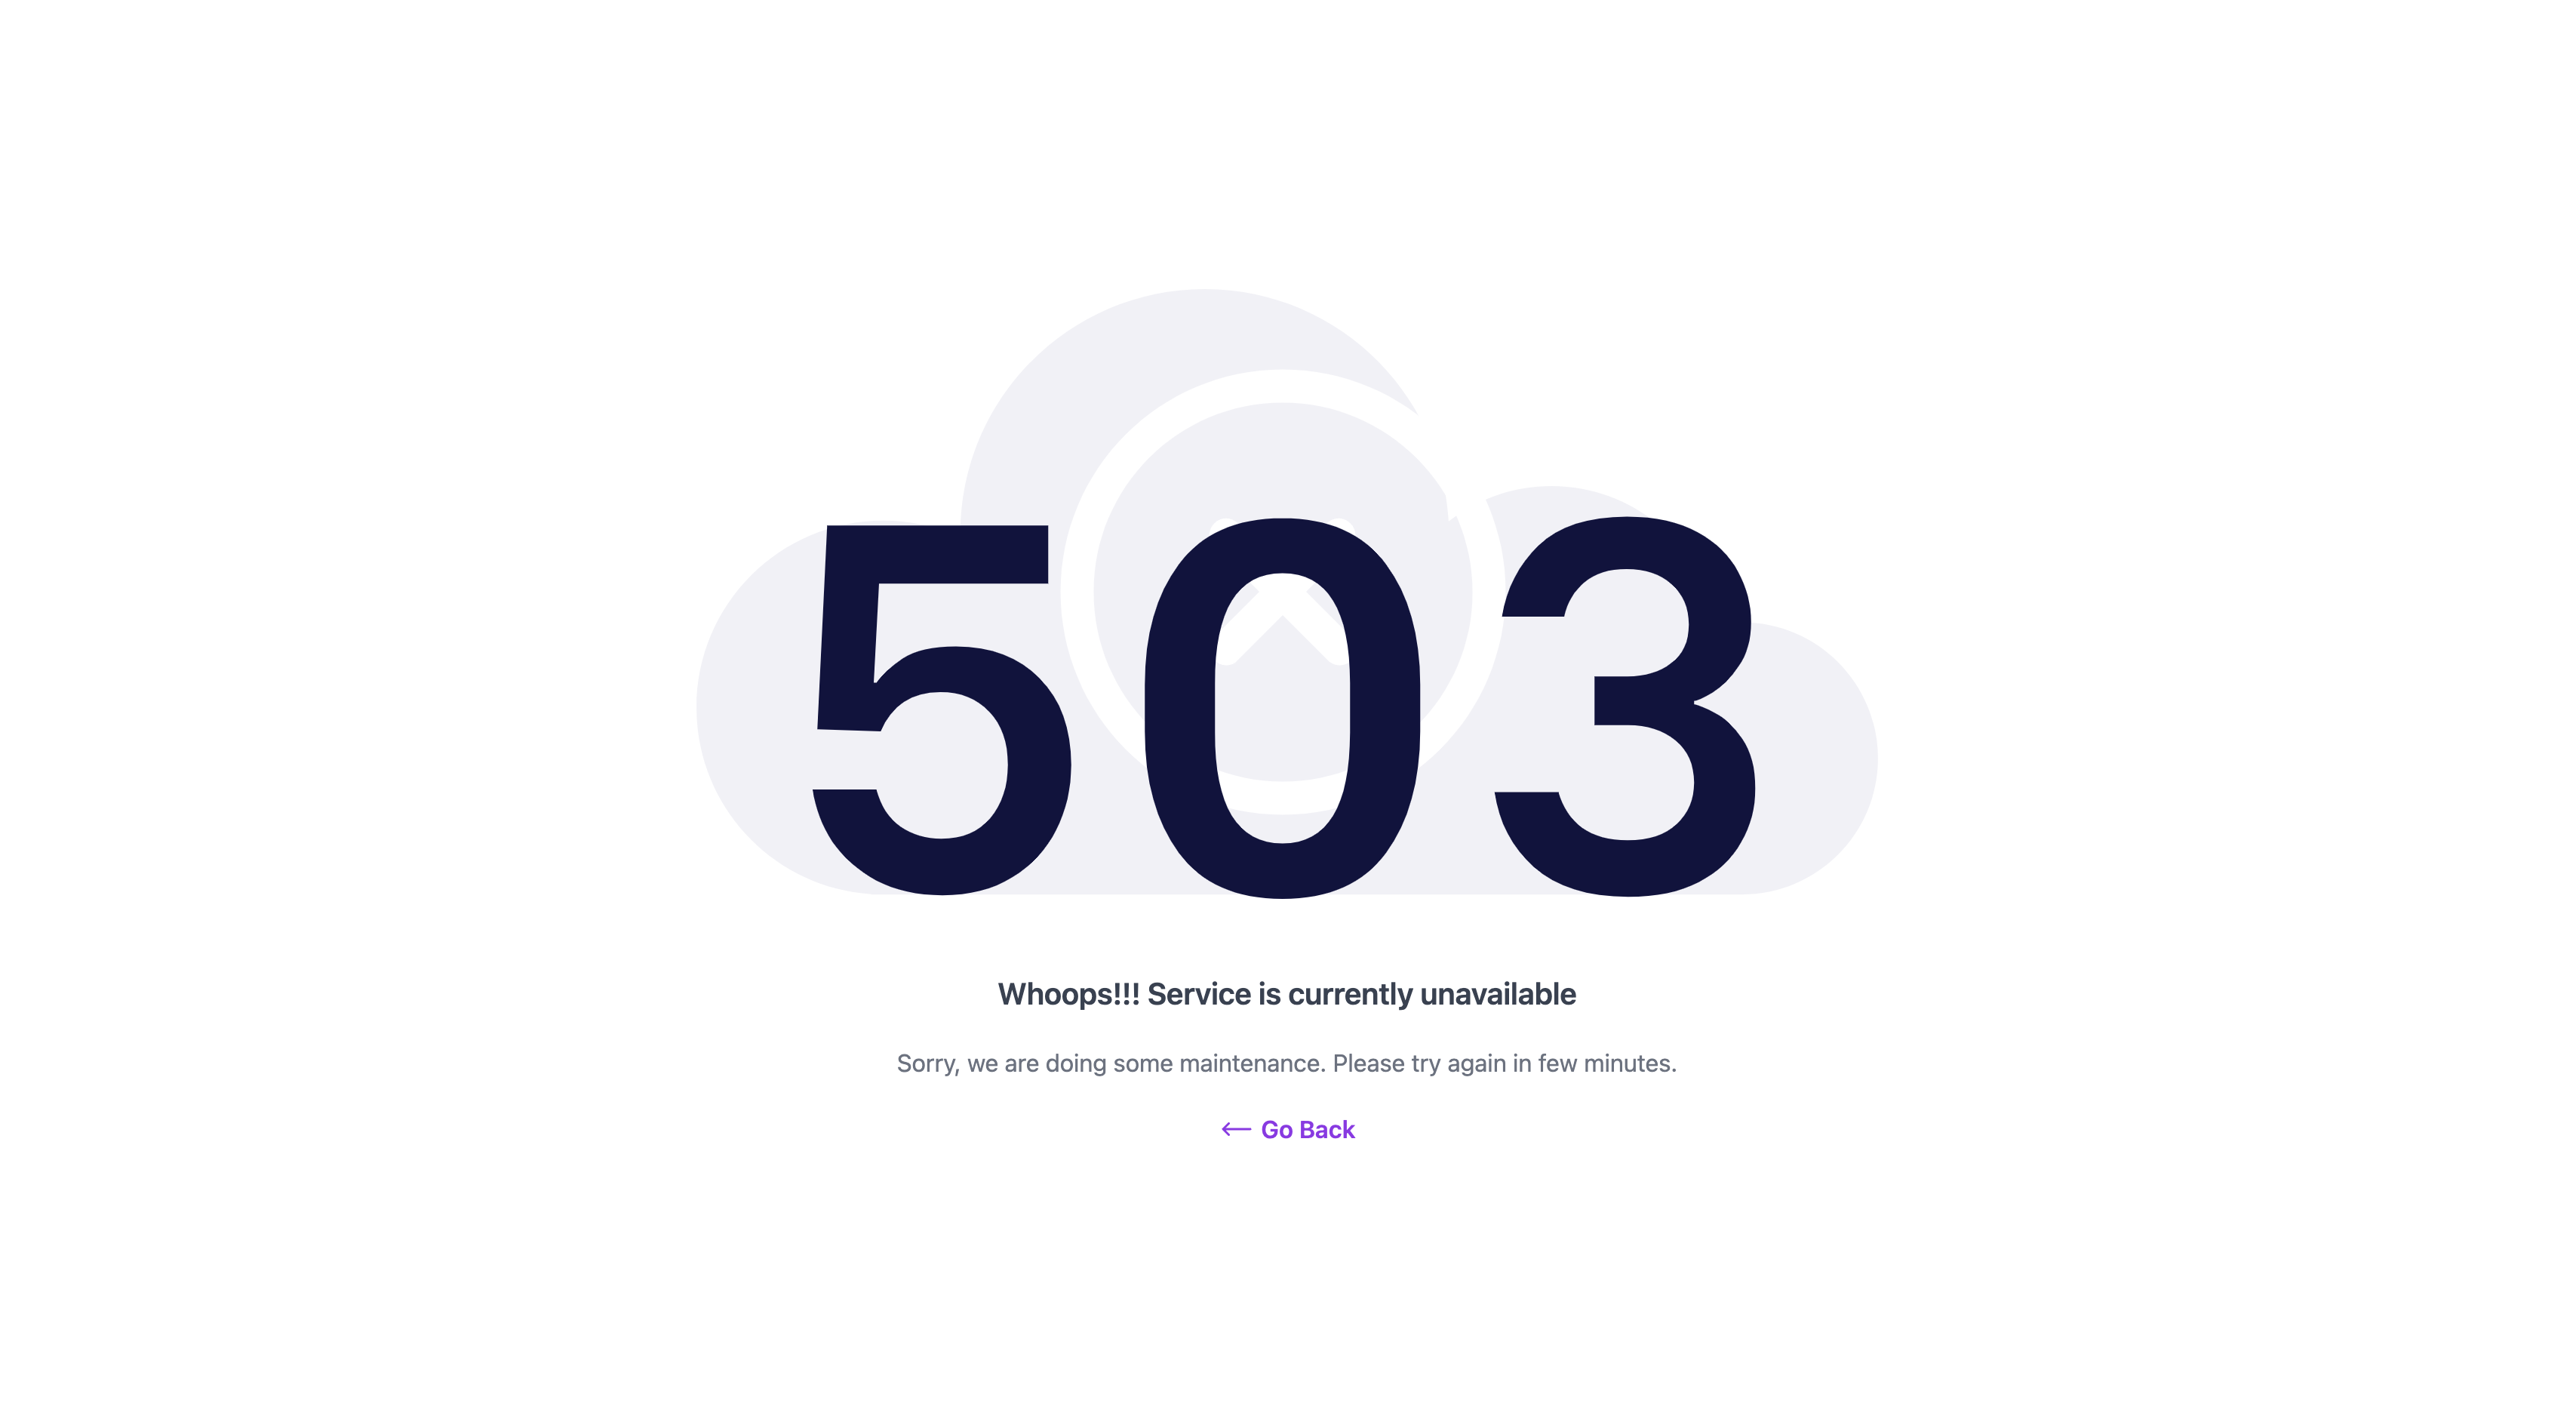 503
Whoops!!! Service is currently unavailable
Sorry, we are doing some maintenance. Please try again in few minutes.
Go Back